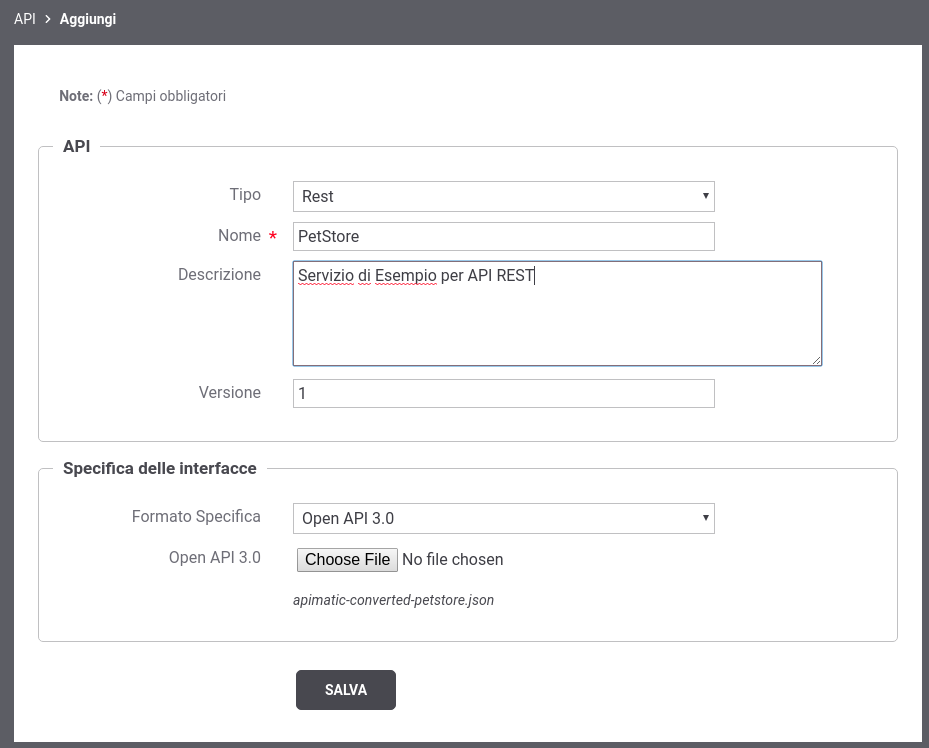 API > Aggiungi
Note: (*) Campi obbligatori
API
Tipo Rest
Nome * PetStore
Descrizione Servizio di Esempio per API REST
Versione 1
Specifica delle interfacce
Formato Specifica Open API 3.0
Open API 3.0 Choose File No file chosen
apimatic-converted-petstore.json
SALVA